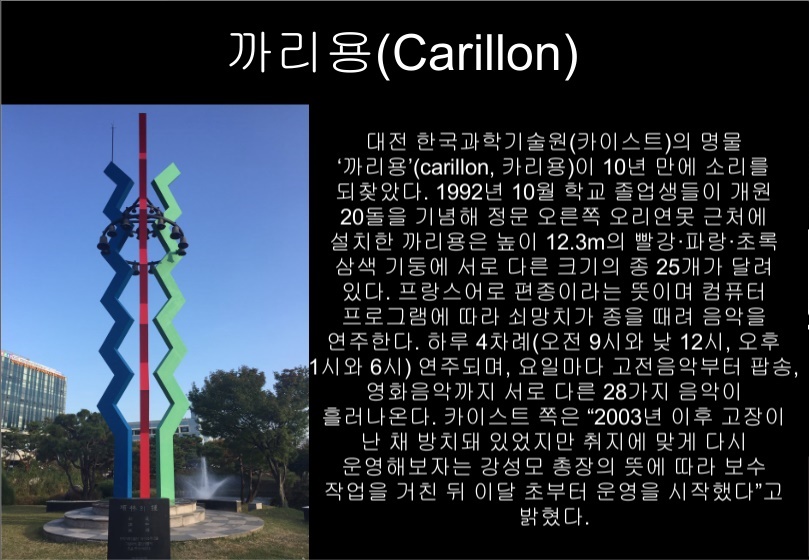 까리용(Carillon)
대전 한국과학기술원(카이스트)의 명물
‘까리용’(carillon, 카리용)이 10년 만에 소리를
되찾았다. 1992년 10월 학교 졸업생들이 개원
20돌을 기념해 정문 오른쪽 오리연못 근처에
설치한 까리용은 높이 12.3m의 빨강·파랑·초록
삼색 기둥에 서로 다른 크기의 종 25개가 달려
있다. 프랑스어로 편종이라는 뜻이며 컴퓨터
프로그램에 따라 쇠망치가 종을 때려 음악을
연주한다. 하루 4차례(오전 9시와 낮 12시, 오후
1시와 6시) 연주되며, 요일마다 고전음악부터 팝송,
영화음악까지 서로 다른 28가지 음악이
흘러나온다. 카이스트 쪽은 “2003년 이후 고장이
난 채 방치돼 있었지만 취지에 맞게 다시
운영해보자는 강성모 총장의 뜻에 따라 보수
작업을 거친 뒤 이달 초부터 운영을 시작했다”고
밝혔다.